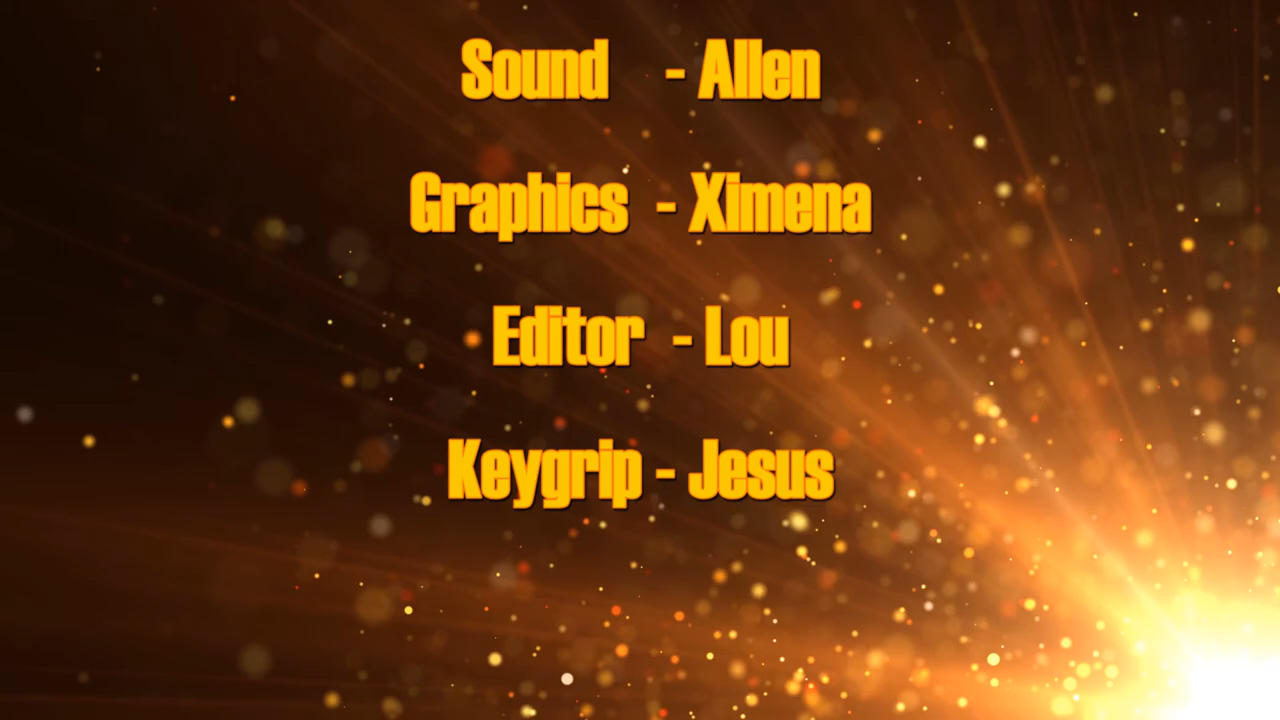 Sound - Allen
Graphics - Ximena
Editor - Lou
Keygrip - Jesus